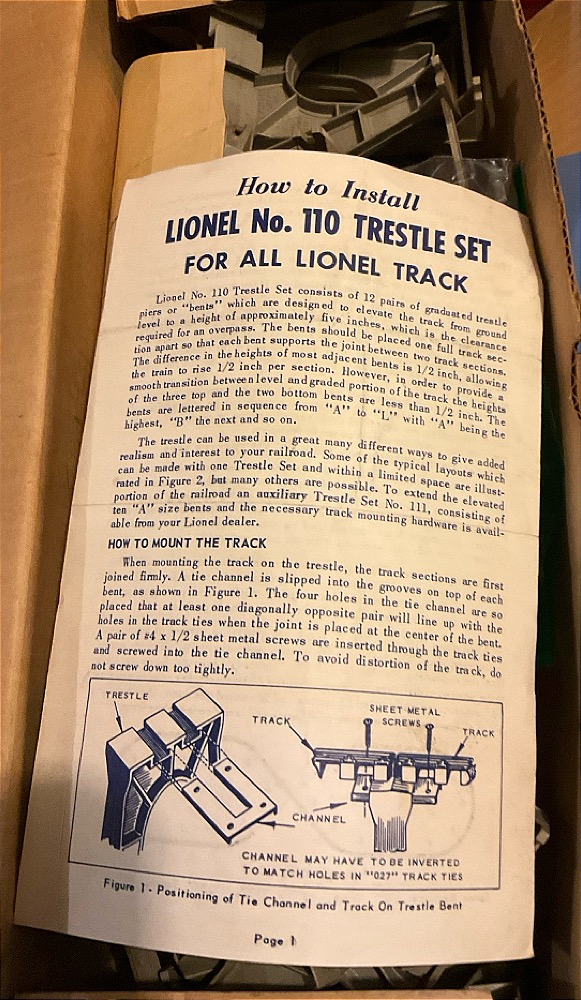 How to Install
LIONEL No. 110 TRESTLE SET
FOR ALL LIONEL TRACK
Lionel No. 110 Trestle Set consists of 12 pairs of graduated trestle
piers or "bents" which are designed to elevate the track from ground
level to a height of approximately five inches, which is the clearance
required for an overpass. The bents should be placed one full track sec-
tion apart so that each bent supports the joint between two track sections.
The difference in the heights of most adjacent bents is 1/2 inch, allowing
the train to rise 1/2 inch per section. However, in order to provide a
smooth transition between level and graded portion of the track the heights
of the three top and the two bottom bents are less than 1/2 inch. The
bents are lettered in sequence from "A" to "L" with "A" being the
highest, "B" the next and so on.
The trestle can be used in a great many different ways to give added
realism and interest to your railroad. Some of the typical layouts which
can be made with one Trestle Set and within a limited space are illust-
rated in Figure 2, but many others are possible. To extend the elevated
portion of the railroad an auxiliary Trestle Set No. 111, consisting of
ten "A" size bents and the necessary track mounting hardware is avail-
able from your Lionel dealer.
HOW TO MOUNT THE TRACK
When mounting the track on the trestle, the track sections are first
joined firmly. A tie channel is slipped into the grooves on top of each
bent, as shown in Figure 1. The four holes in the tie channel are so
placed that at least one diagonally opposite pair will line up with the
holes in the track ties when the joint is placed at the center of the bent.
A pair of #4 x 1/2 sheet metal screws are inserted through the track ties
and screwed into the tie channel. To avoid distortion of the track, do
not screw down too tightly.
TRESTLE
TRACK
SHEET METAL
SCREWS
TRACK
CHANNEL
CHANNEL MAY HAVE TO BE INVERTED
TO MATCH HOLES IN "027" TRACK TIES
Figure 1 - Positioning of Tie Channel and Track On Trestle Bent
Page 1